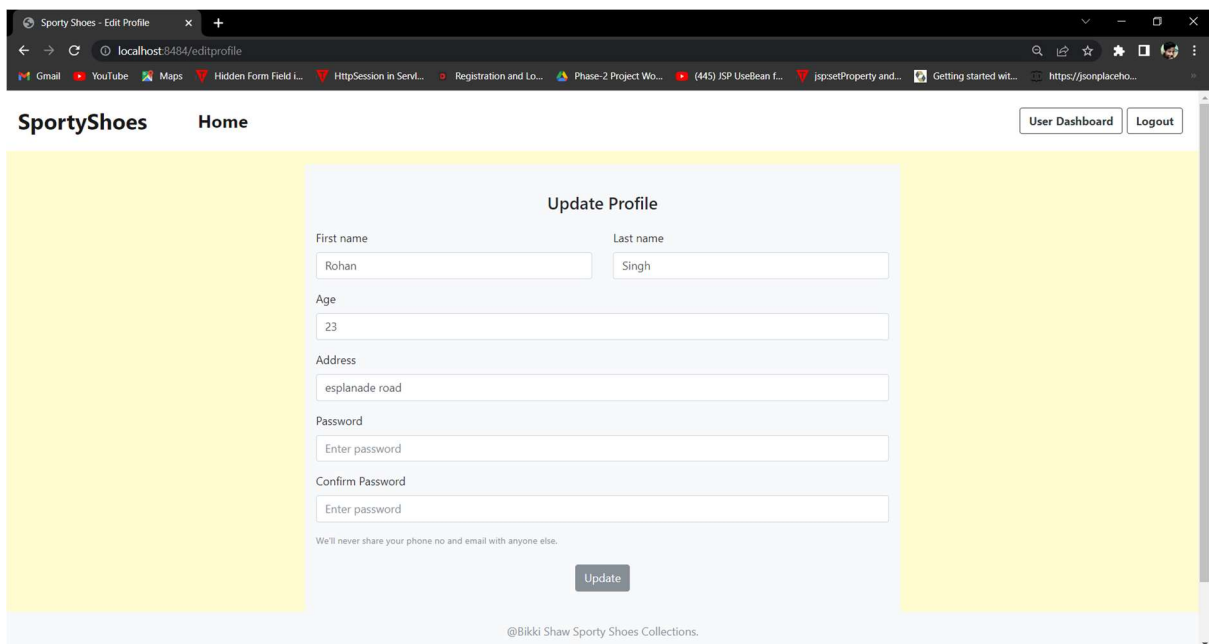 Sporty Shoes - Edit Profile
localhost:8484/editprofile
Gmail YouTube Maps Hidden Form Field i... HttpSession in Servl... Registration and Lo... Phase-2 Project Wo... (445) JSP UseBean f... jsp:setProperty and... Getting started wit... https://jsonplaceho...
SportyShoes Home User Dashboard Logout
Update Profile
First name Last name
Rohan Singh
Age
23
Address
esplanade road
Password
Enter password
Confirm Password
Enter password
We'll never share your phone no and email with anyone else.
Update
@Bikki Shaw Sporty Shoes Collections.